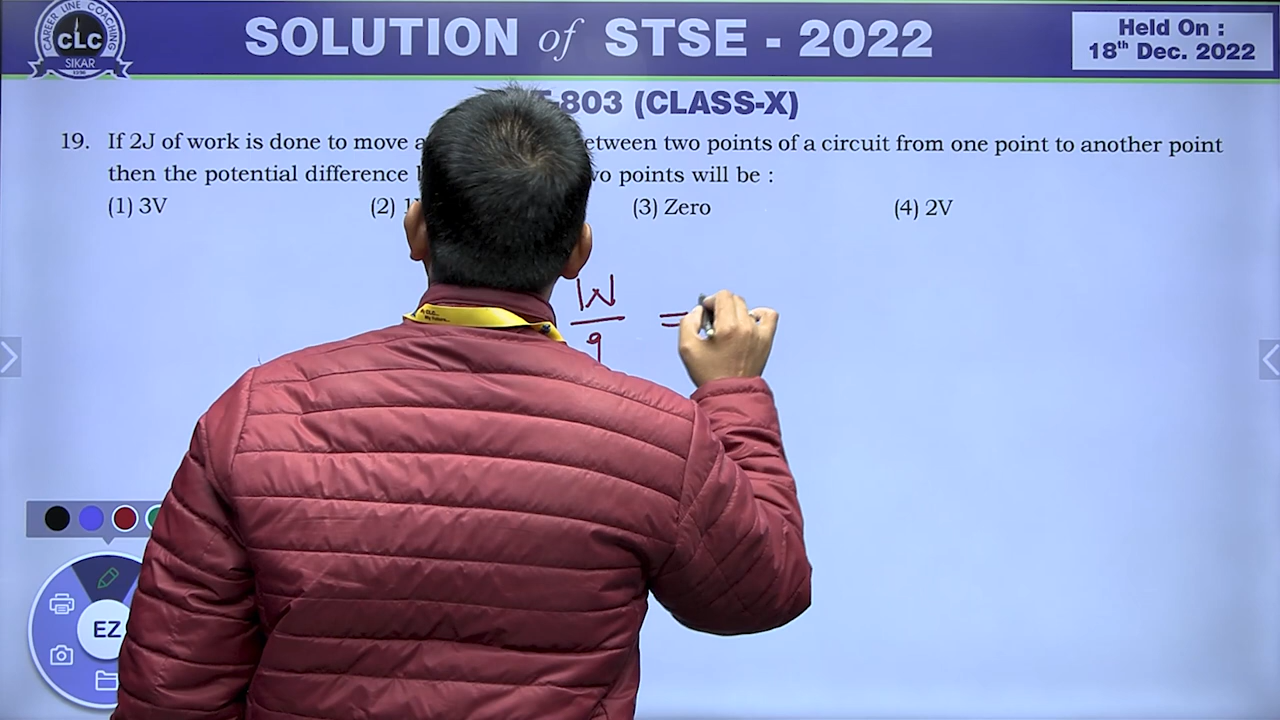 CAREER LINE COACHING
CLC
SIKAR
SOLUTION of STSE - 2022
Held On :
18th Dec. 2022
-803 (CLASS-X)
19. If 2J of work is done to move two points of a circuit from one point to another point
then the potential difference points will be :
(1) 3V (2) (3) Zero (4) 2V
W
q
=
EZ